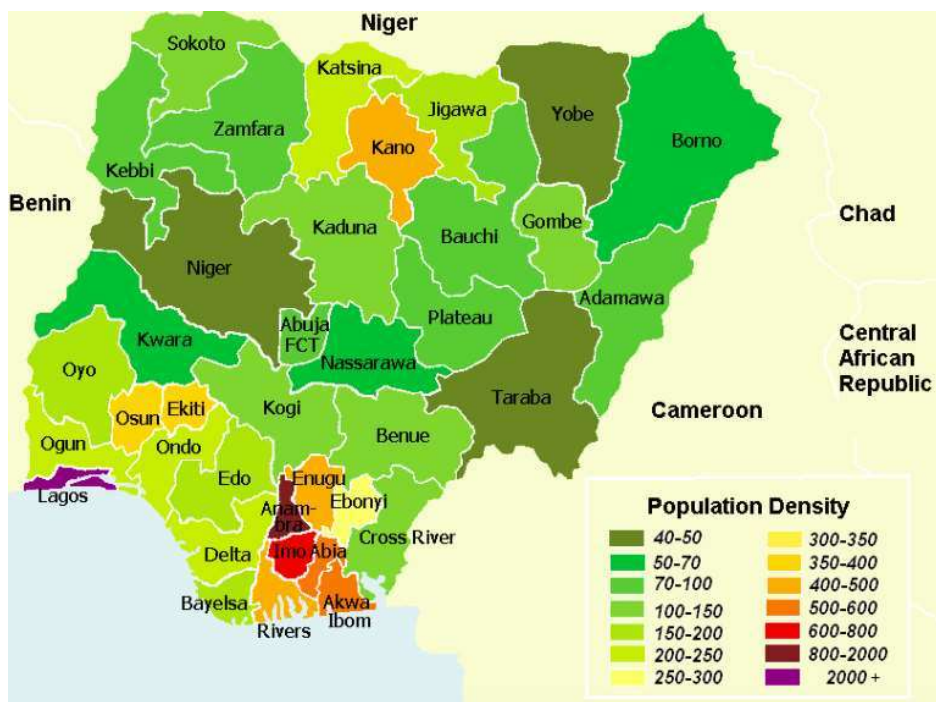 Niger
Sokoto
Katsina
Jigawa
Yobe
Zamfara
Borno
Kano
Kebbi
Benin
Chad
Kaduna
Gombe
Bauchi
Niger
Adamawa
Plateau
Abuja
FCT
Kwara
Nassarawa
Central
African
Republic
Oyo
Taraba
Cameroon
Kogi
Osun
Ekiti
Benue
Ogun
Ondo
Edo
Enugu
Lagos
Ebonyi
Anam-
bra
Cross River
Delta
Imo
Abia
Bayelsa
Akwa
Ibom
Rivers
Population Density
40-50
50-70
70-100
100-150
150-200
200-250
250-300
300-350
350-400
400-500
500-600
600-800
800-2000
2000 +